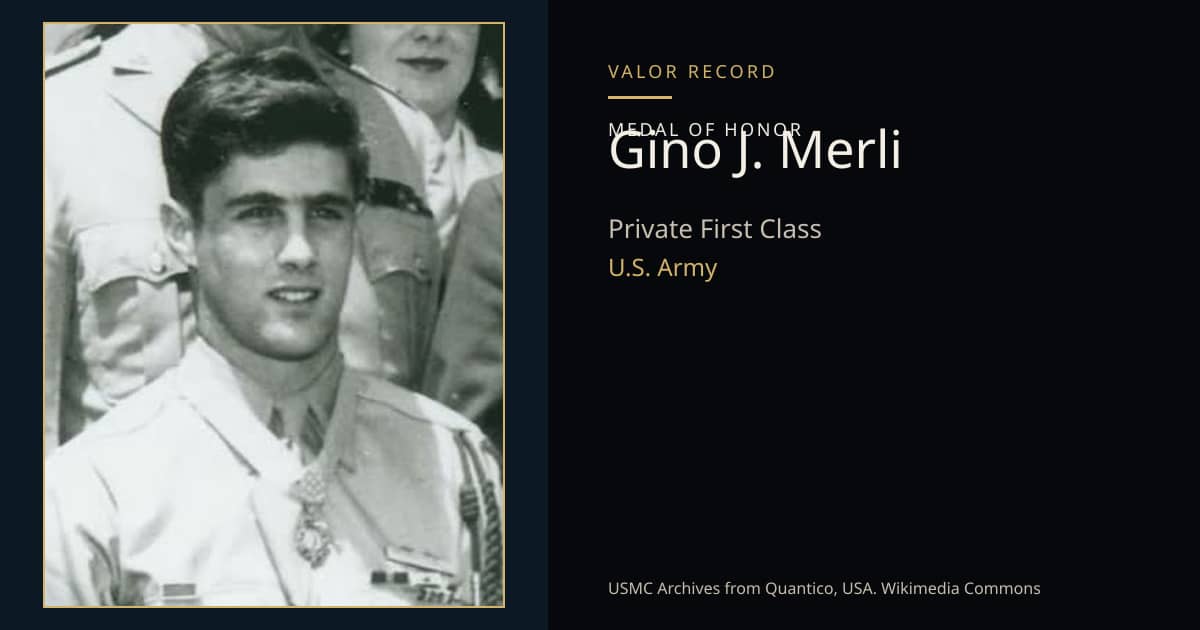 VALOR RECORD
MEDAL OF HONOR
Gino J. Merli
Private First Class
U.S. Army
USMC Archives from Quantico, USA. Wikimedia Commons